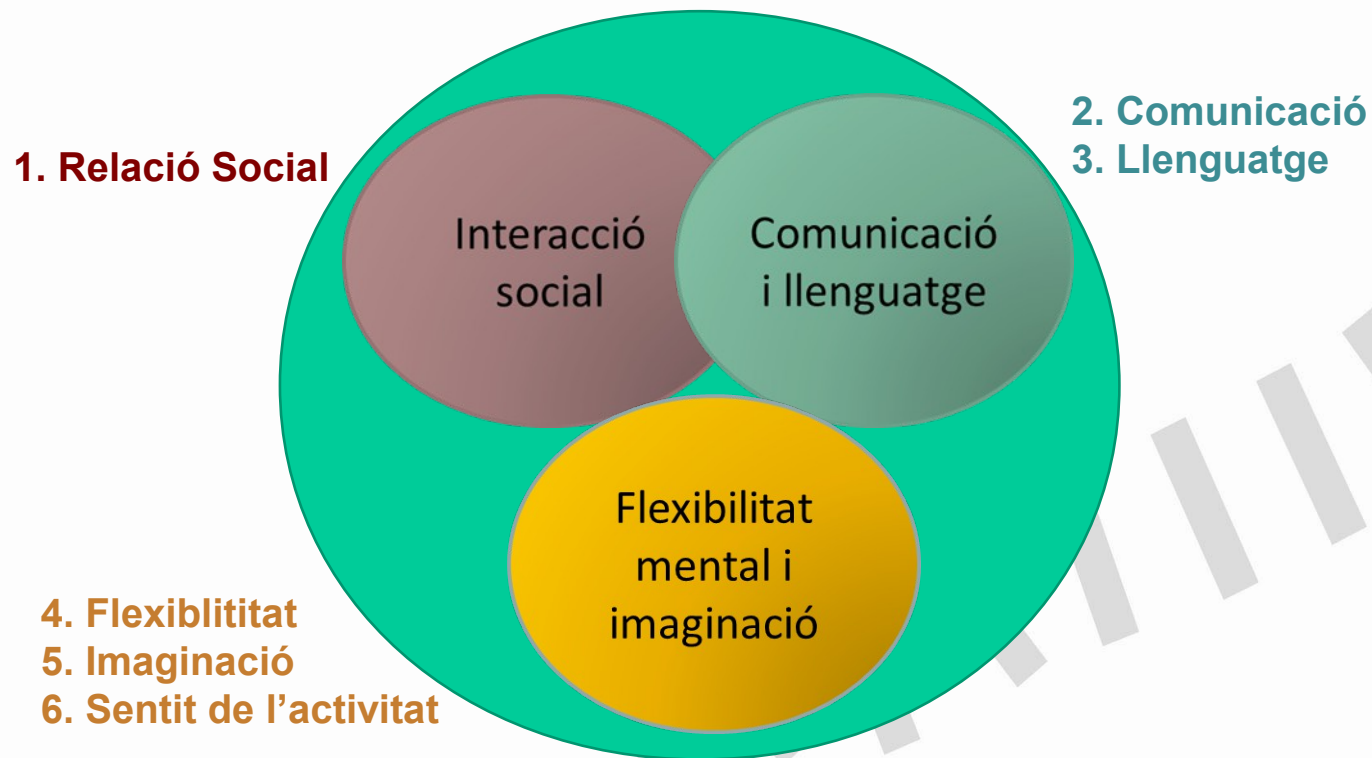 1. Relació Social
Interacció
social
Comunicació
i llenguatge
2. Comunicació
3. Llenguatge
Flexibilitat
mental i
imaginació
4. Flexiblititat
5. Imaginació
6. Sentit de l’activitat